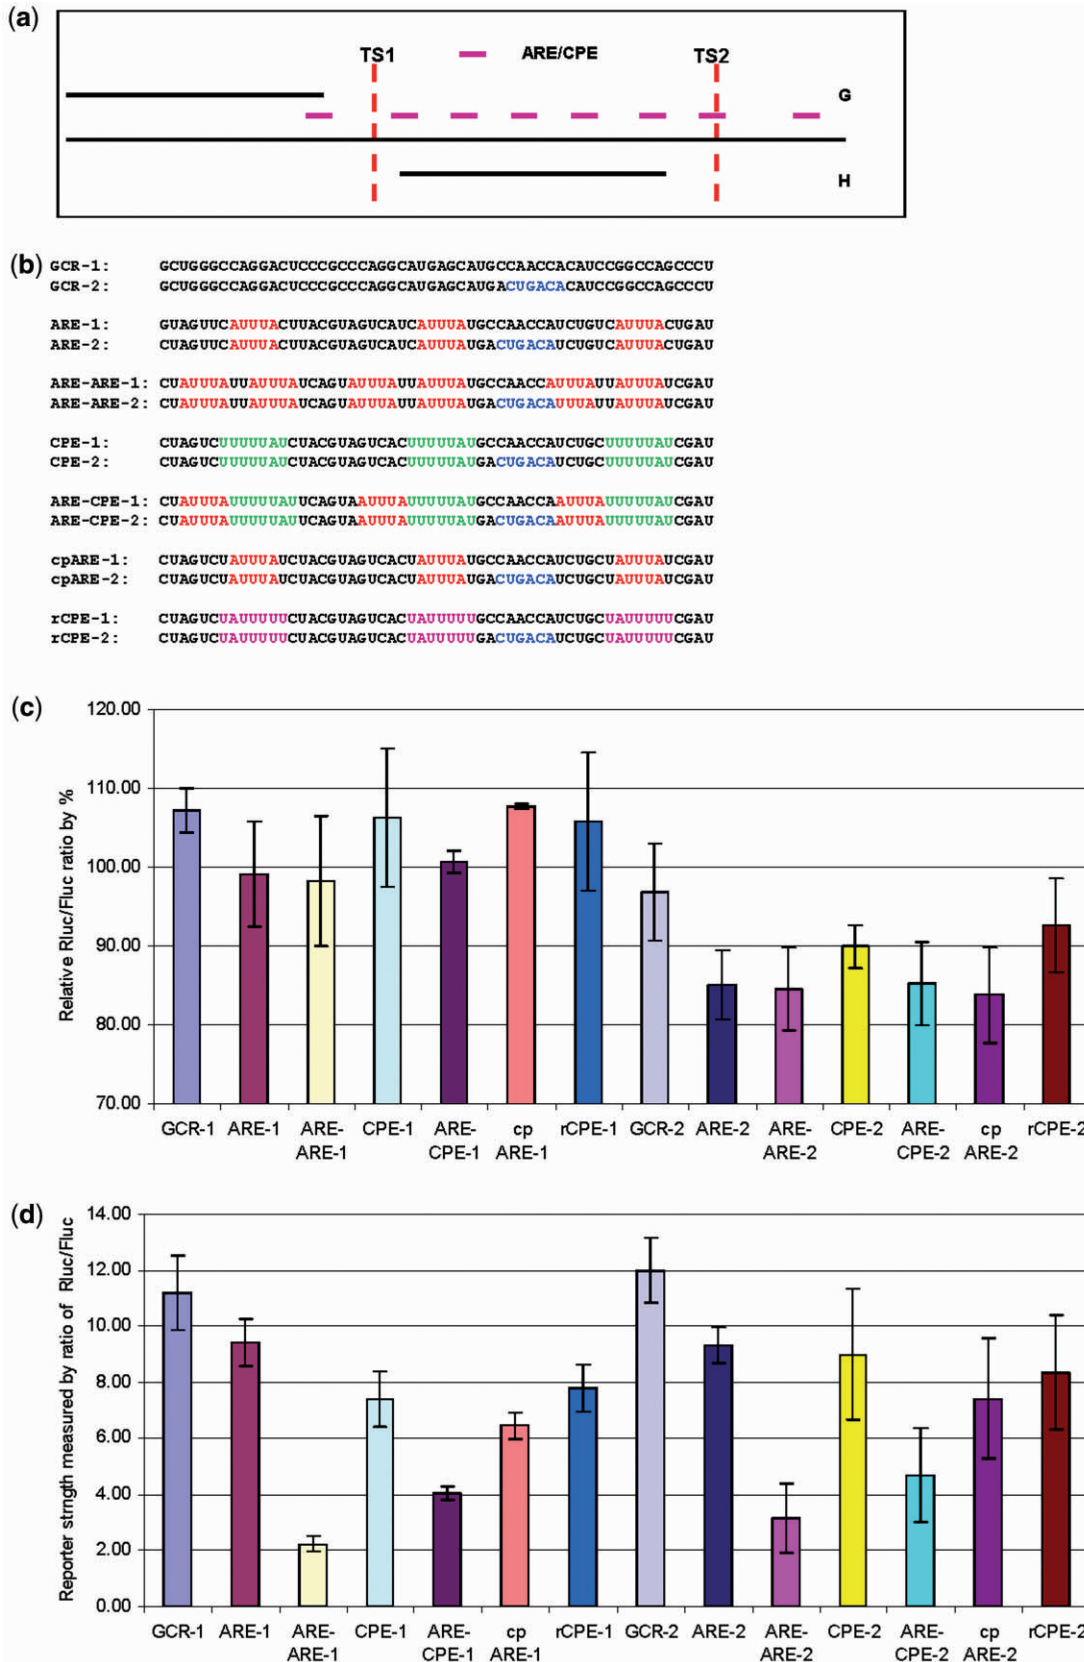 (a)
TS1
ARE/CPE
TS2
G
H
(b)
GCR-1: GCUGGGCCAGGACUCCCGCCCAGGCAUGAGCAUGCCAACCACAUCCGGCCAGCCCU
GCR-2: GCUGGGCCAGGACUCCCGCCCAGGCAUGAGCAUGACUGACACAUCCGGCCAGCCCU
ARE-1: GUAGUUCAUUUACUUACGUAGUCAUCAUUUAUGCCAACCAUCUGUCAUUUACUGAU
ARE-2: CUAGUUCAUUUACUUACGUAGUCAUCAUUUAUGACUGACAUCUGUCAUUUACUGAU
ARE-ARE-1: CUAUUUAUUAUUUAUCAGUAUUUAUUAUUUAUGCCAACCAUUUAUUAUUUAUCGAU
ARE-ARE-2: CUAUUUAUUAUUUAUCAGUAUUUAUUAUUUAUGACUGACAUUUAUUAUUUAUCGAU
CPE-1: CUAGUCUUUUUAUCUACGUAGUCACUUUUUAUGCCAACCAUCUGCUUUUUAUCGAU
CPE-2: CUAGUCUUUUUAUCUACGUAGUCACUUUUUAUGACUGACAUCUGCUUUUUAUCGAU
ARE-CPE-1: CUAUUUAUUUUUAUUCAGUAAUUUAUUUUUAUGCCAACCAAUUUAUUUUUAUCGAU
ARE-CPE-2: CUAUUUAUUUUUAUUCAGUAAUUUAUUUUUAUGACUGACAAUUUAUUUUUAUCGAU
cpARE-1: CUAGUCUAUUUAUCUACGUAGUCACUAUUUAUGCCAACCAUCUGCUAUUUAUCGAU
cpARE-2: CUAGUCUAUUUAUCUACGUAGUCACUAUUUAUGACUGACAUCUGCUAUUUAUCGAU
rCPE-1: CUAGUCUAUUUUUCUACGUAGUCACUAUUUUUGCCAACCAUCUGCUAUUUUUCGAU
rCPE-2: CUAGUCUAUUUUUCUACGUAGUCACUAUUUUUGACUGACAUCUGCUAUUUUUCGAU
(c)
Relative Rluc/Fluc ratio by %
120.00
110.00
100.00
90.00
80.00
70.00
GCR-1 ARE-1 ARE-ARE-1 CPE-1 ARE-CPE-1 cp ARE-1 rCPE-1 GCR-2 ARE-2 ARE-ARE-2 CPE-2 ARE-CPE-2 cp ARE-2 rCPE-2
(d)
Reporter strngth measured by ratio of Rluc/Fluc
14.00
12.00
10.00
8.00
6.00
4.00
2.00
0.00
GCR-1 ARE-1 ARE-ARE-1 CPE-1 ARE-CPE-1 cp ARE-1 rCPE-1 GCR-2 ARE-2 ARE-ARE-2 CPE-2 ARE-CPE-2 cp ARE-2 rCPE-2